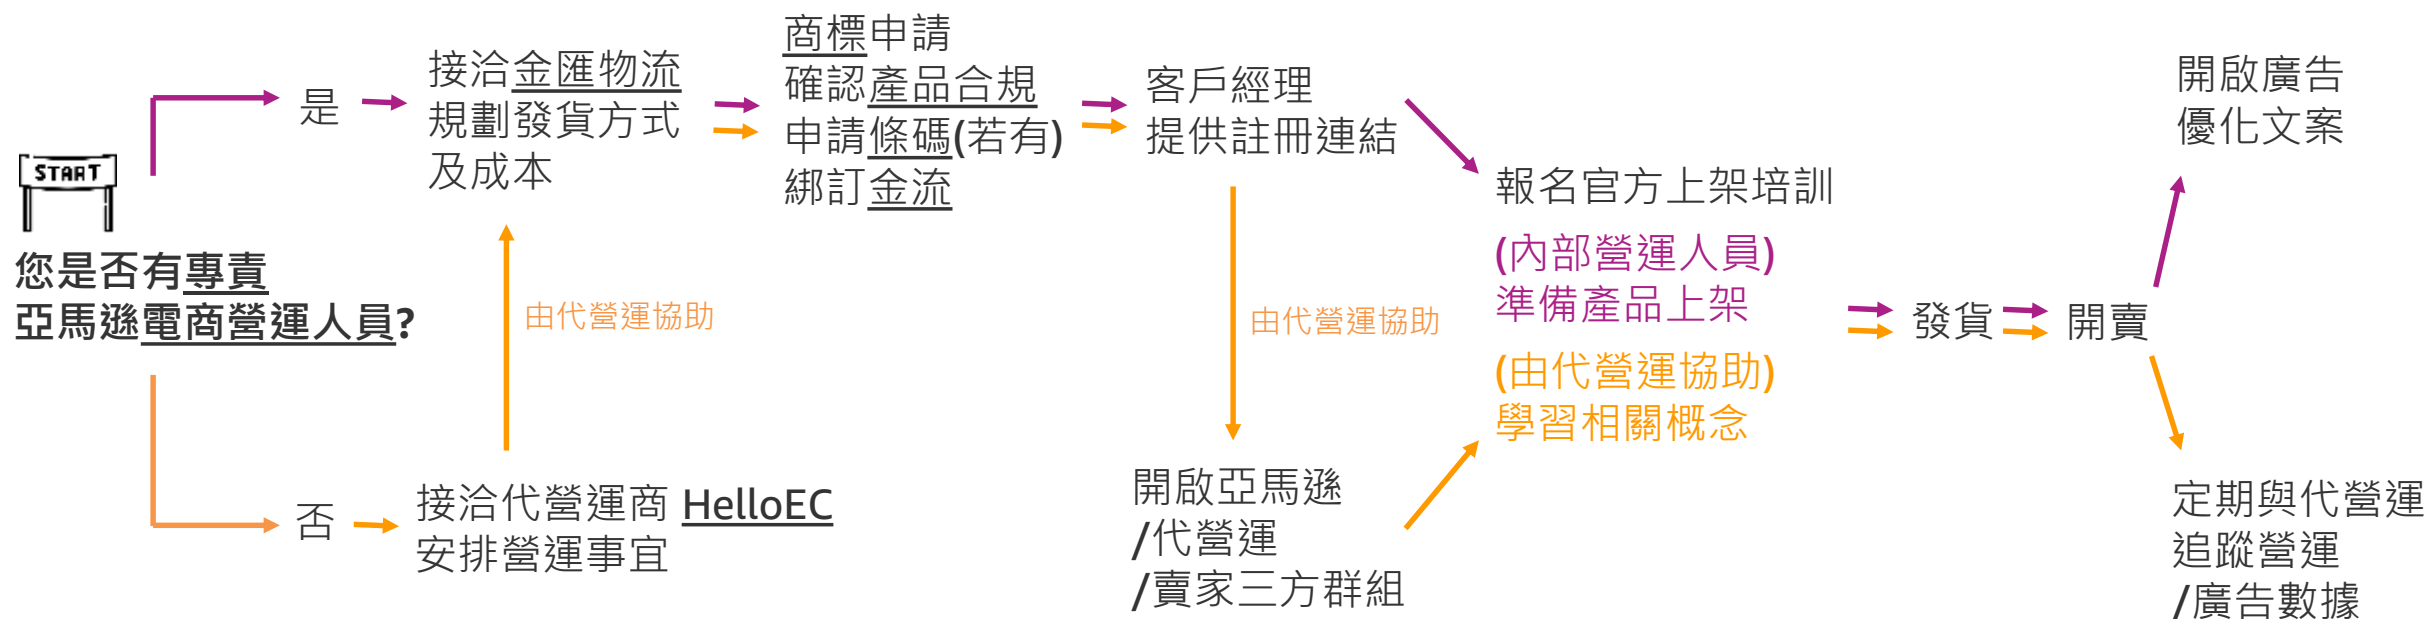 START
您是否有專責
亞馬遜電商營運人員?
是
接洽金匯物流
規劃發貨方式
及成本
商標申請
確認產品合規
申請條碼(若有)
綁訂金流
客戶經理
提供註冊連結
否
接洽代營運商 HelloEC
安排營運事宜
由代營運協助
由代營運協助
開啟亞馬遜
/代營運
/賣家三方群組
報名官方上架培訓
(內部營運人員)
準備產品上架
(由代營運協助)
學習相關概念
發貨
開賣
開啟廣告
優化文案
定期與代營運
追蹤營運
/廣告數據